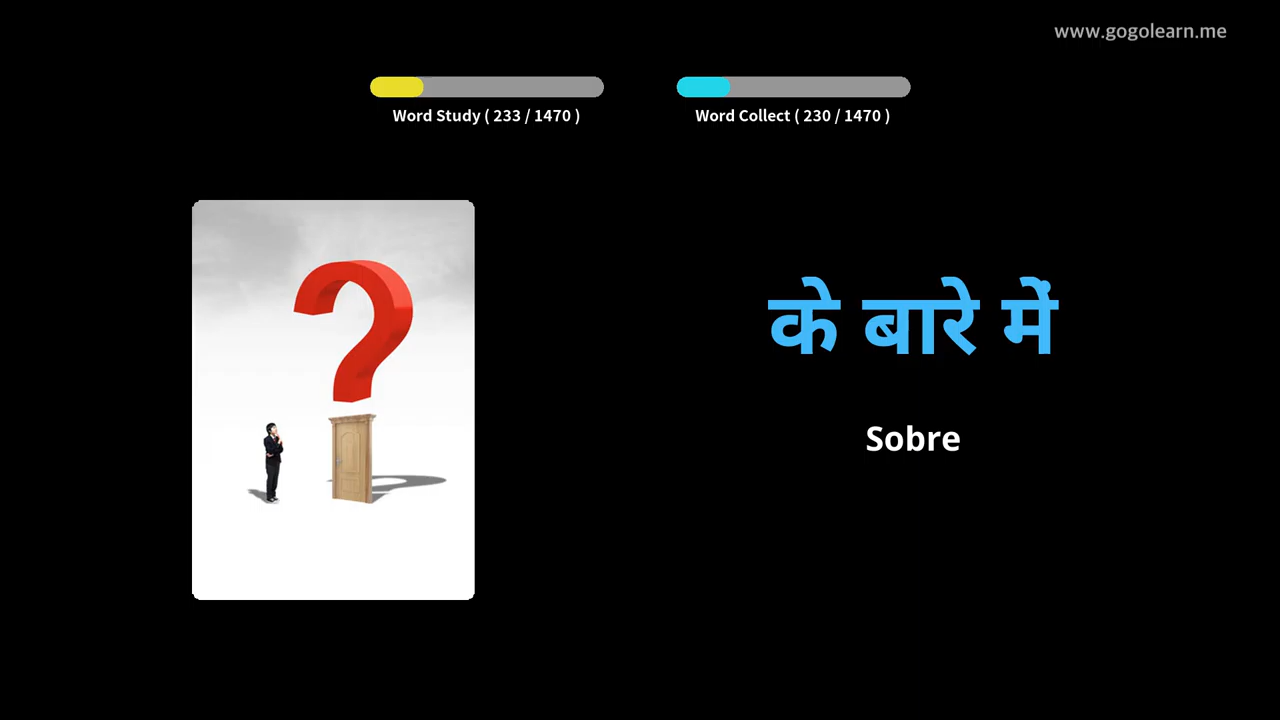 www.gogolearn.me
Word Study ( 233 / 1470 )
Word Collect ( 230 / 1470 )
के बारे में
Sobre